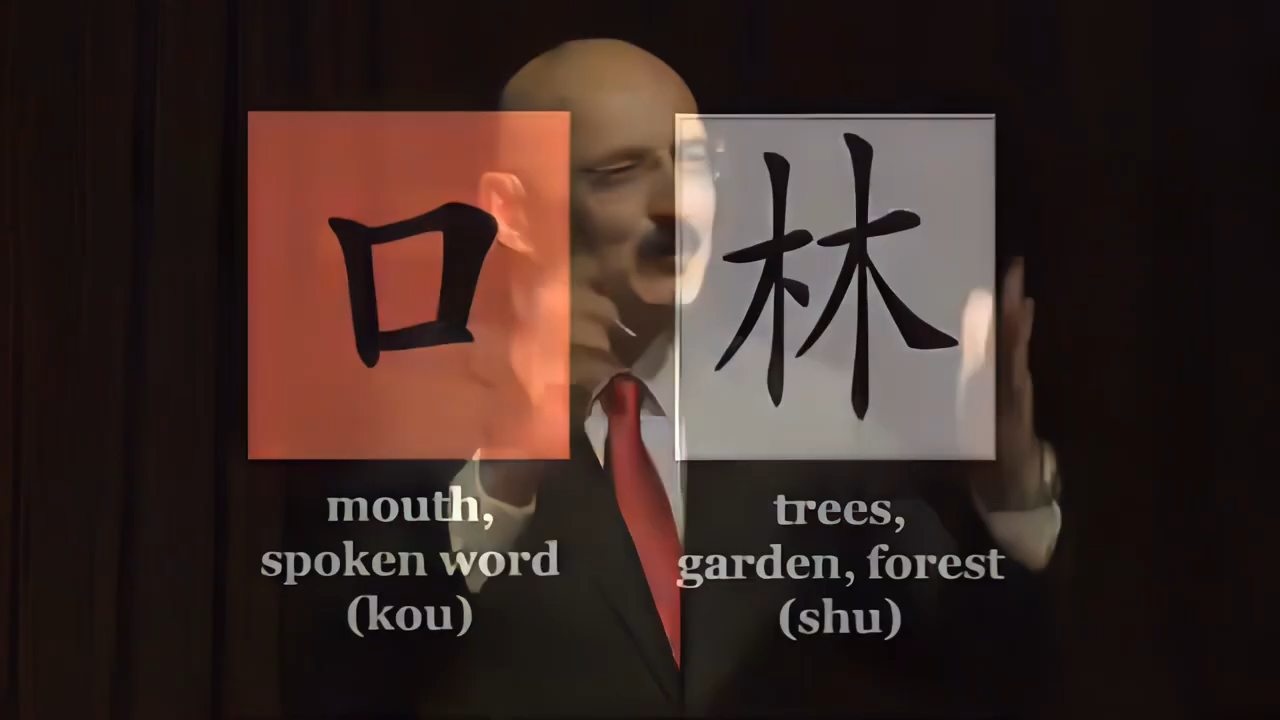 口
林
mouth,
spoken word
(kou)
trees,
garden, forest
(shu)